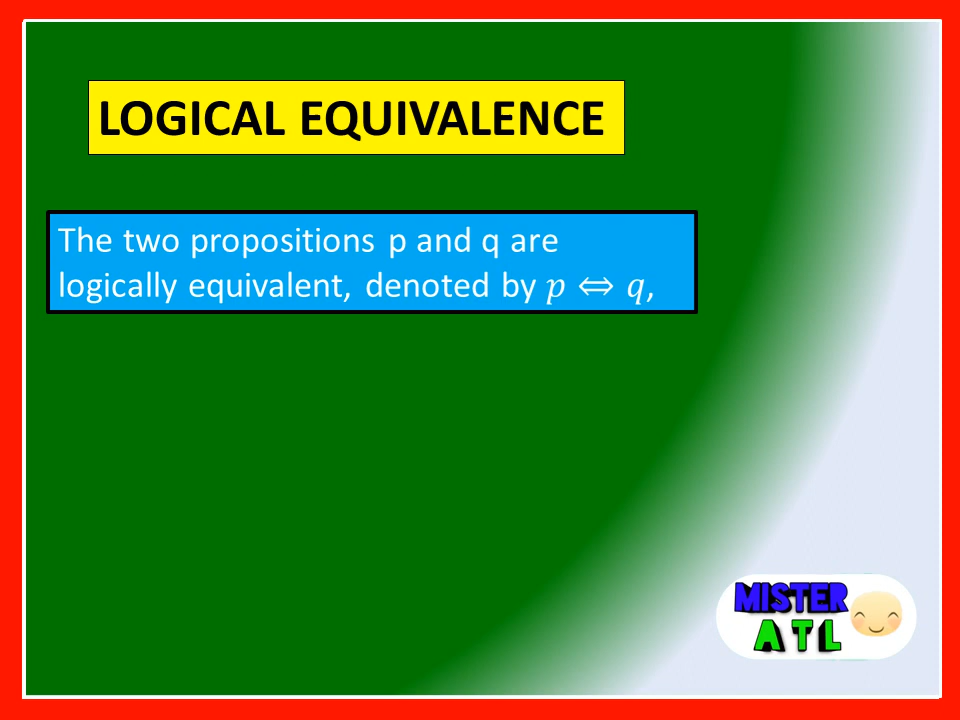 LOGICAL EQUIVALENCE
The two propositions p and q are
logically equivalent, denoted by 𝑝 ⇔ 𝑞,
MISTER
ATL